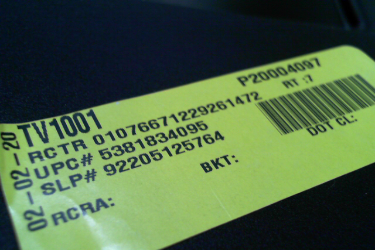 P20004097
TV1001 RT :7
RCTR 01076671229261472
UPC# 5381834095
SLP# 92205125764
DOT CL:
BKT:
RCRA:
02-02-20